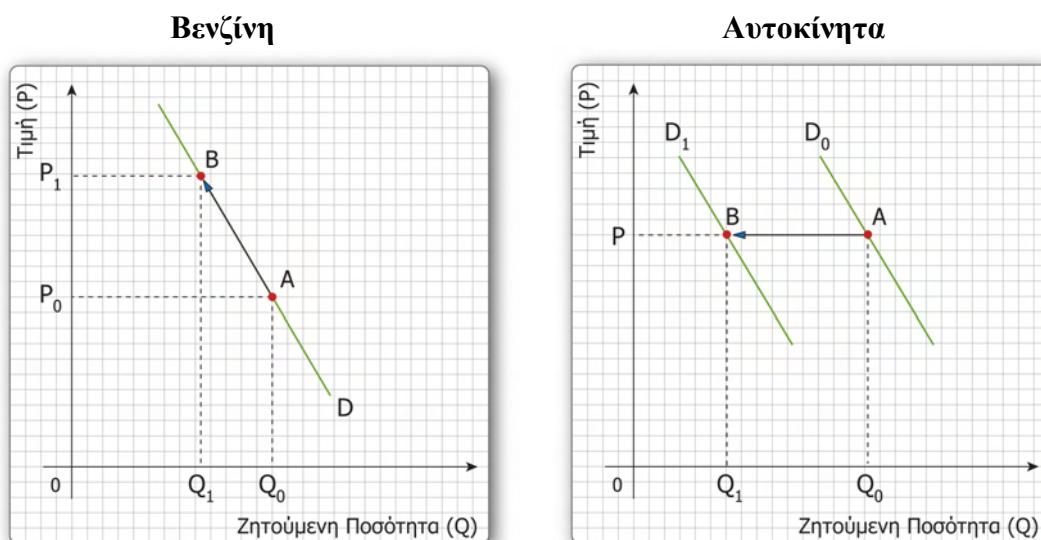 Βενζίνη
Τιμή (P)
P₁
P₀
B
A
D
0
Q₁
Q₀
Ζητούμενη Ποσότητα (Q)
Αυτοκίνητα
Τιμή (P)
D₁
D₀
P
B
A
0
Q₁
Q₀
Ζητούμενη Ποσότητα (Q)